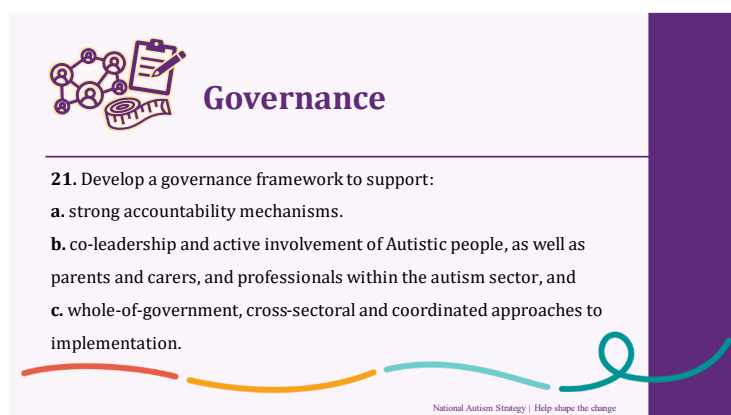 Governance
21. Develop a governance framework to support:
a. strong accountability mechanisms.
b. co-leadership and active involvement of Autistic people, as well as
parents and carers, and professionals within the autism sector, and
c. whole-of-government, cross-sectoral and coordinated approaches to
implementation.
National Autism Strategy | Help shape the change